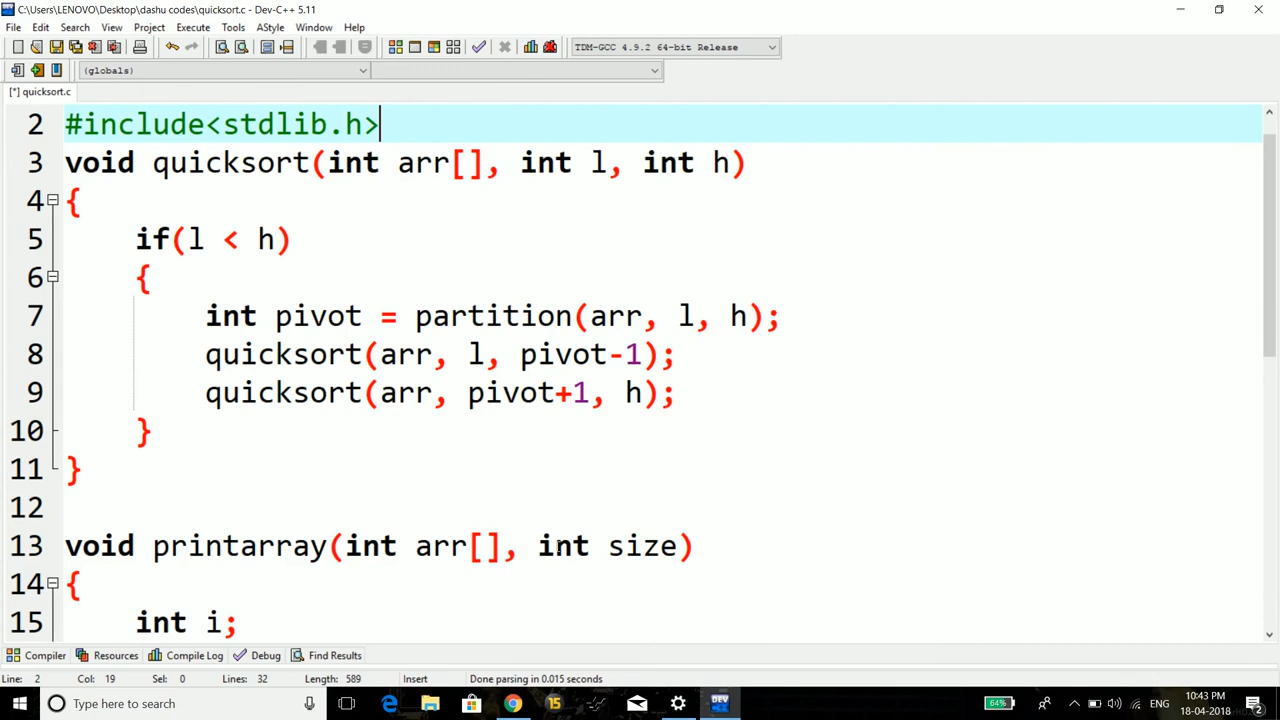 C:\Users\LENOVO\Desktop\dashu codes\quicksort.c - Dev-C++ 5.11
File Edit Search View Project Execute Tools AStyle Window Help
TDM-GCC 4.9.2 64-bit Release
(globals)
[*] quicksort.c
2 #include<stdlib.h>
3 void quicksort(int arr[], int l, int h)
4 {
5 if(l < h)
6 {
7 int pivot = partition(arr, l, h);
8 quicksort(arr, l, pivot-1);
9 quicksort(arr, pivot+1, h);
10 }
11 }
12
13 void printarray(int arr[], int size)
14 {
15 int i;
Compiler Resources Compile Log Debug Find Results
Line: 2 Col: 19 Sel: 0 Lines: 32 Length: 589 Insert Done parsing in 0.015 seconds
Type here to search 15 DEV 64% ENG 10:43 PM
18-04-2018 2